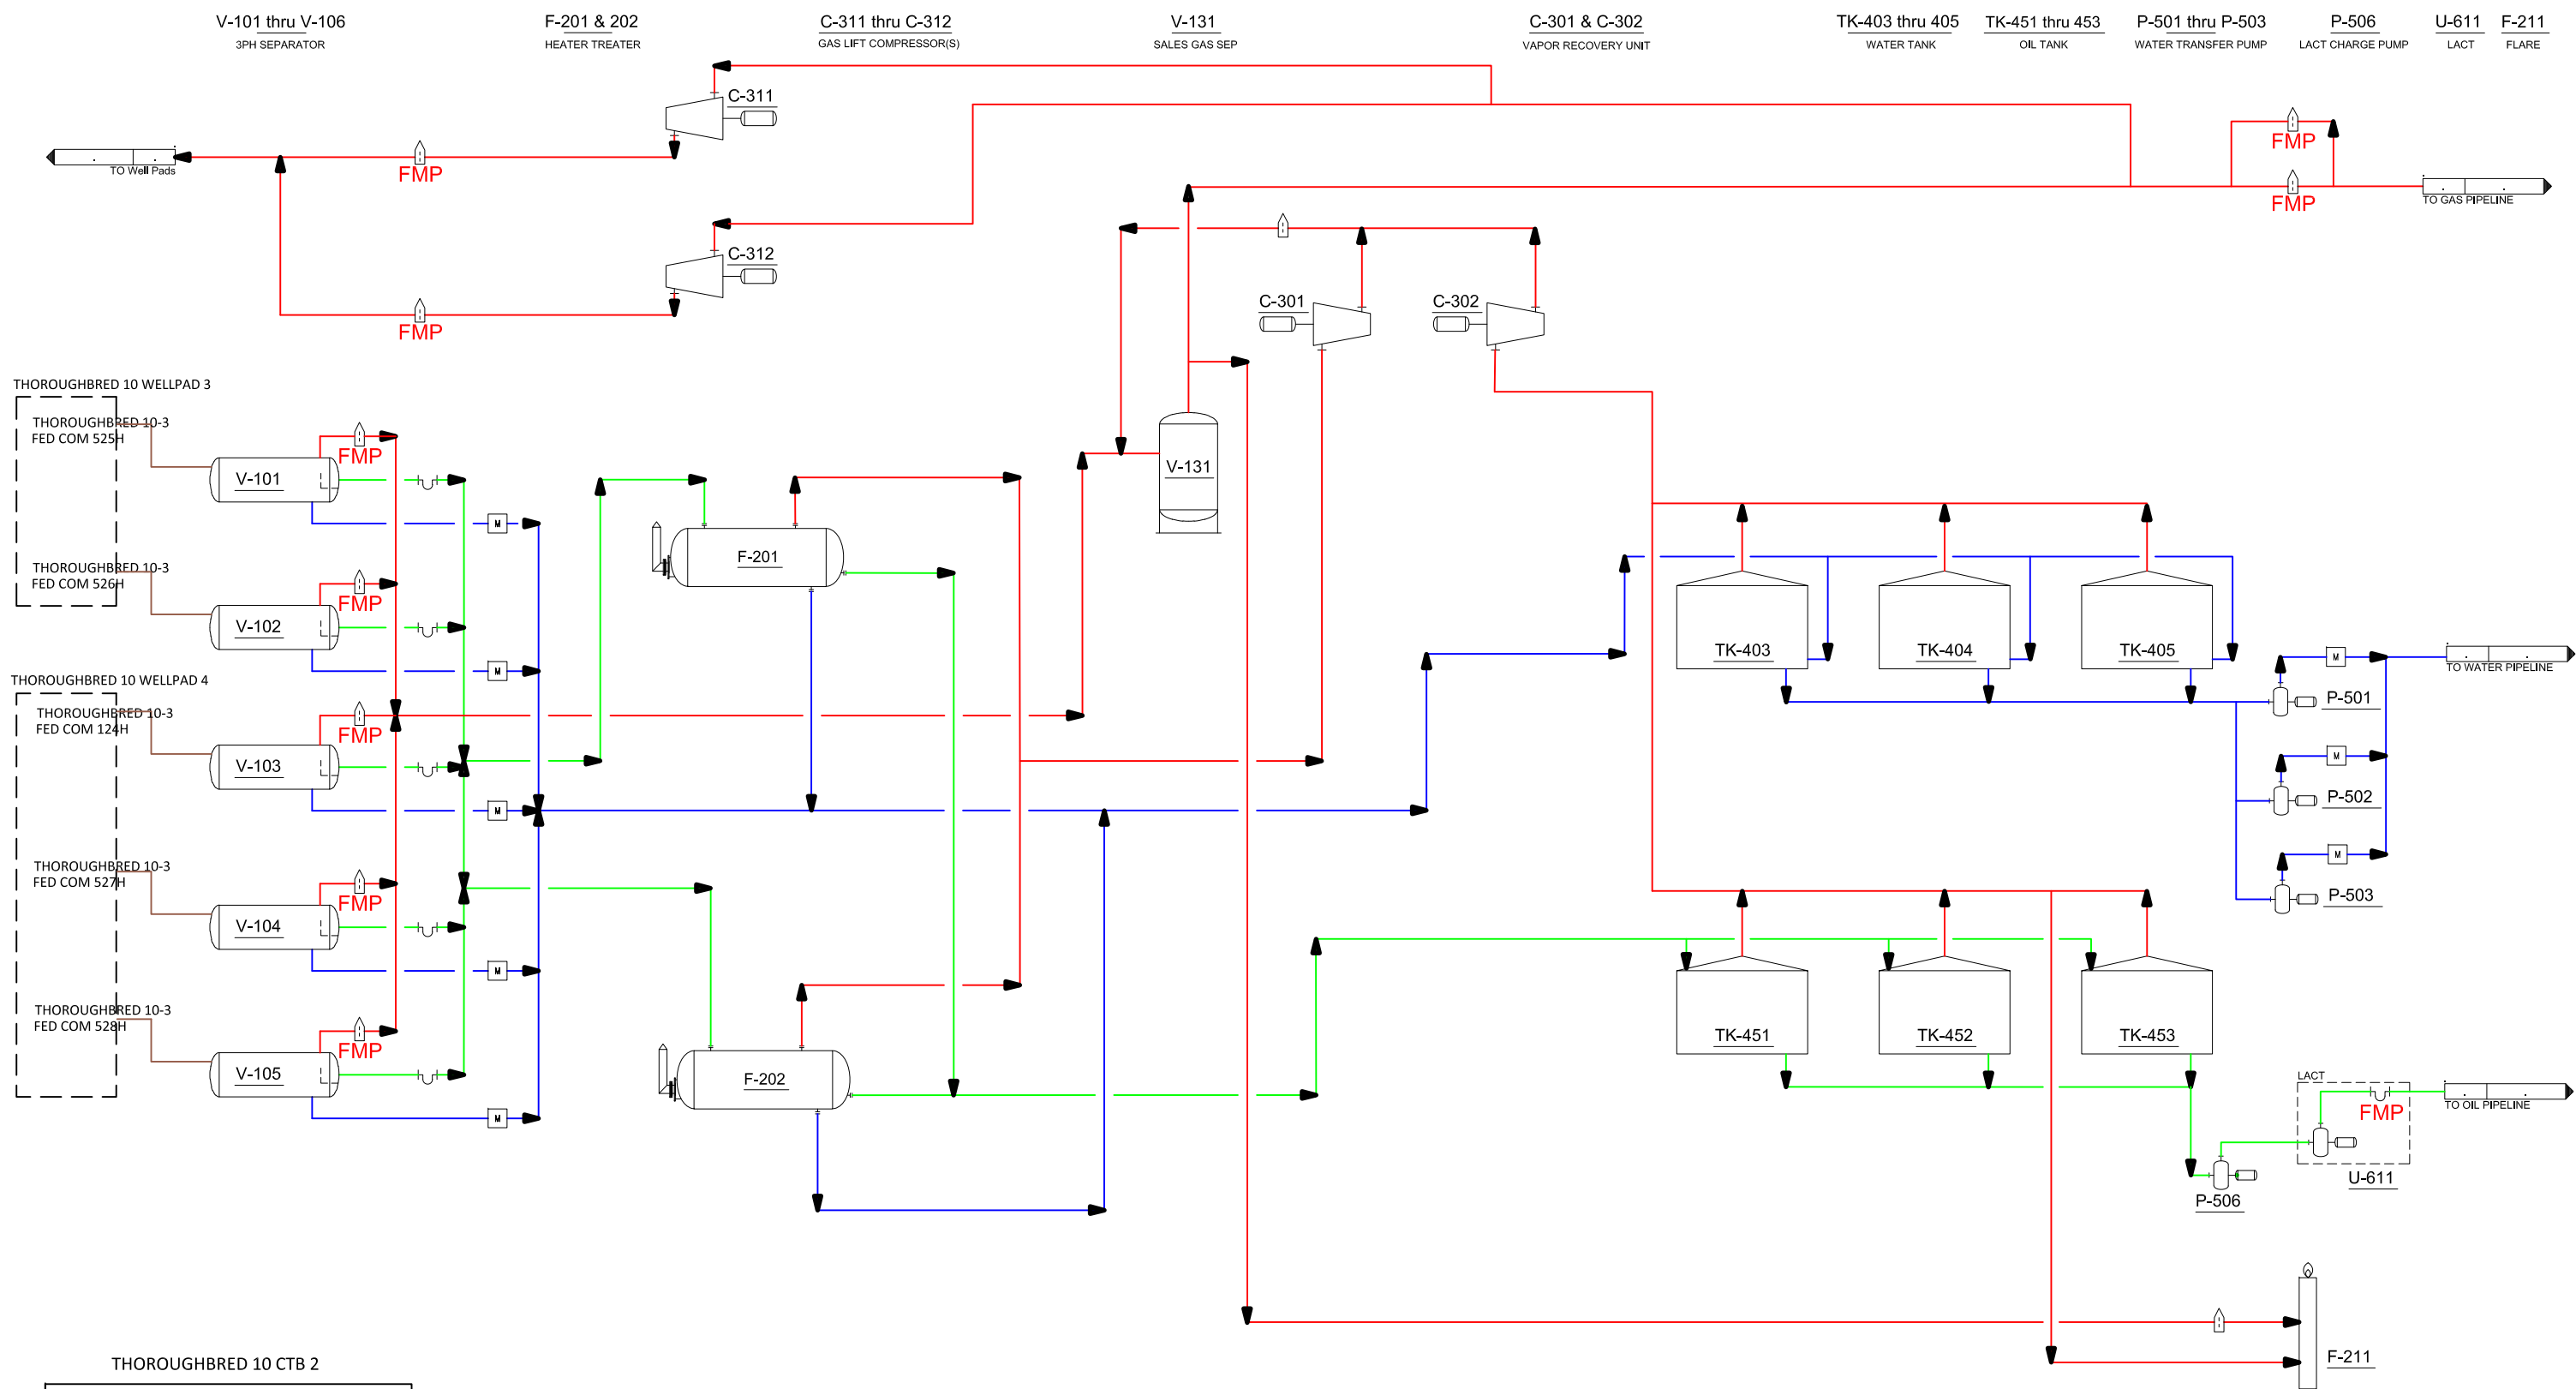 V-101 thru V-106
3PH SEPARATOR
F-201 & 202
HEATER TREATER
C-311 thru C-312
GAS LIFT COMPRESSOR(S)
V-131
SALES GAS SEP
C-301 & C-302
VAPOR RECOVERY UNIT
TK-403 thru 405
WATER TANK
TK-451 thru 453
OIL TANK
P-501 thru P-503
WATER TRANSFER PUMP
P-506
LACT CHARGE PUMP
U-611
LACT
F-211
FLARE
C-311
FMP
TO Well Pads
FMP
FMP
TO GAS PIPELINE
C-312
FMP
C-301
C-302
THOROUGHBRED 10 WELLPAD 3
THOROUGHBRED 10-3
FED COM 525H
FMP
V-101
V-131
F-201
THOROUGHBRED 10-3
FED COM 526H
FMP
V-102
M
M
TK-403
TK-404
TK-405
M
TO WATER PIPELINE
P-501
THOROUGHBRED 10 WELLPAD 4
THOROUGHBRED 10-3
FED COM 124H
FMP
V-103
M
M
P-502
M
P-503
THOROUGHBRED 10-3
FED COM 527H
FMP
V-104
M
THOROUGHBRED 10-3
FED COM 528H
FMP
V-105
M
F-202
TK-451
TK-452
TK-453
LACT
FMP
TO OIL PIPELINE
U-611
P-506
F-211
THOROUGHBRED 10 CTB 2